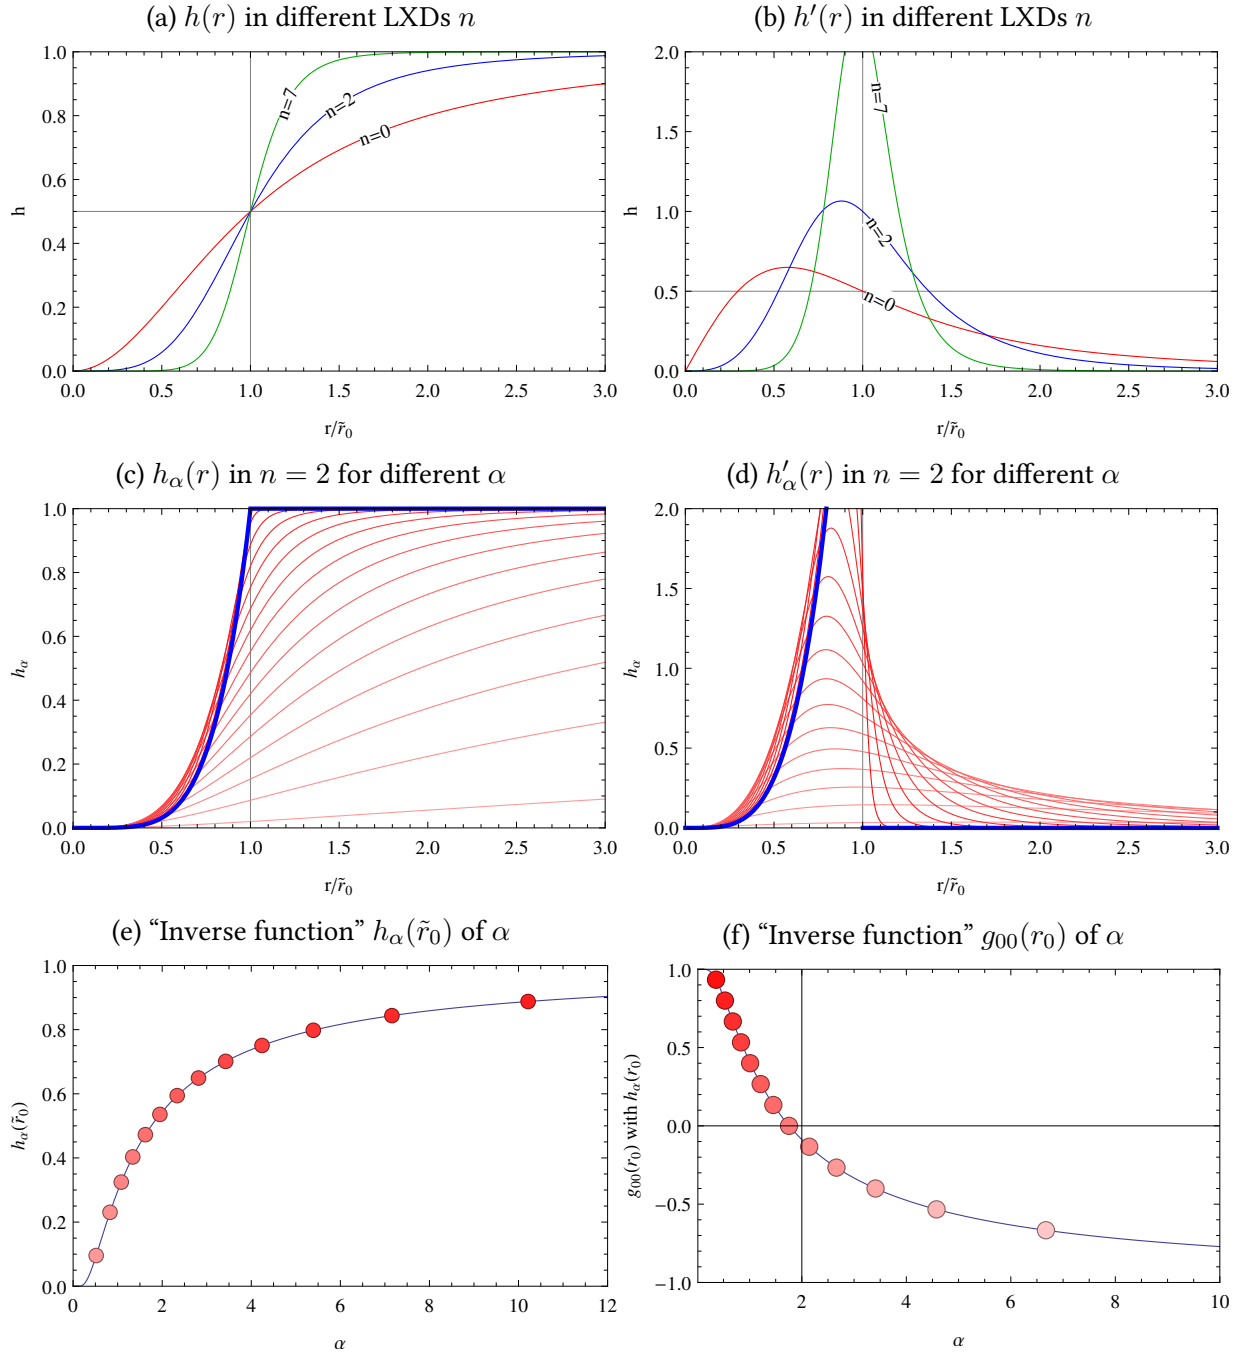 (a) h(r) in different LXDs n
1.0
0.8
0.6
0.4
0.2
0.0
h
n=7
n=2
n=0
0.0 0.5 1.0 1.5 2.0 2.5 3.0
r/r̃₀
(b) h′(r) in different LXDs n
2.0
1.5
1.0
0.5
0.0
h
n=7
n=2
n=0
0.0 0.5 1.0 1.5 2.0 2.5 3.0
r/r̃₀
(c) hα(r) in n = 2 for different α
1.0
0.8
0.6
0.4
0.2
0.0
hα
0.0 0.5 1.0 1.5 2.0 2.5 3.0
r/r̃₀
(d) h′α(r) in n = 2 for different α
2.0
1.5
1.0
0.5
0.0
hα
0.0 0.5 1.0 1.5 2.0 2.5 3.0
r/r̃₀
(e) “Inverse function” hα(r̃₀) of α
1.0
0.8
0.6
0.4
0.2
0.0
hα(r̃₀)
0 2 4 6 8 10 12
α
(f) “Inverse function” g₀₀(r₀) of α
1.0
0.5
0.0
−0.5
−1.0
g₀₀(r₀) with hα(r₀)
2 4 6 8 10
α